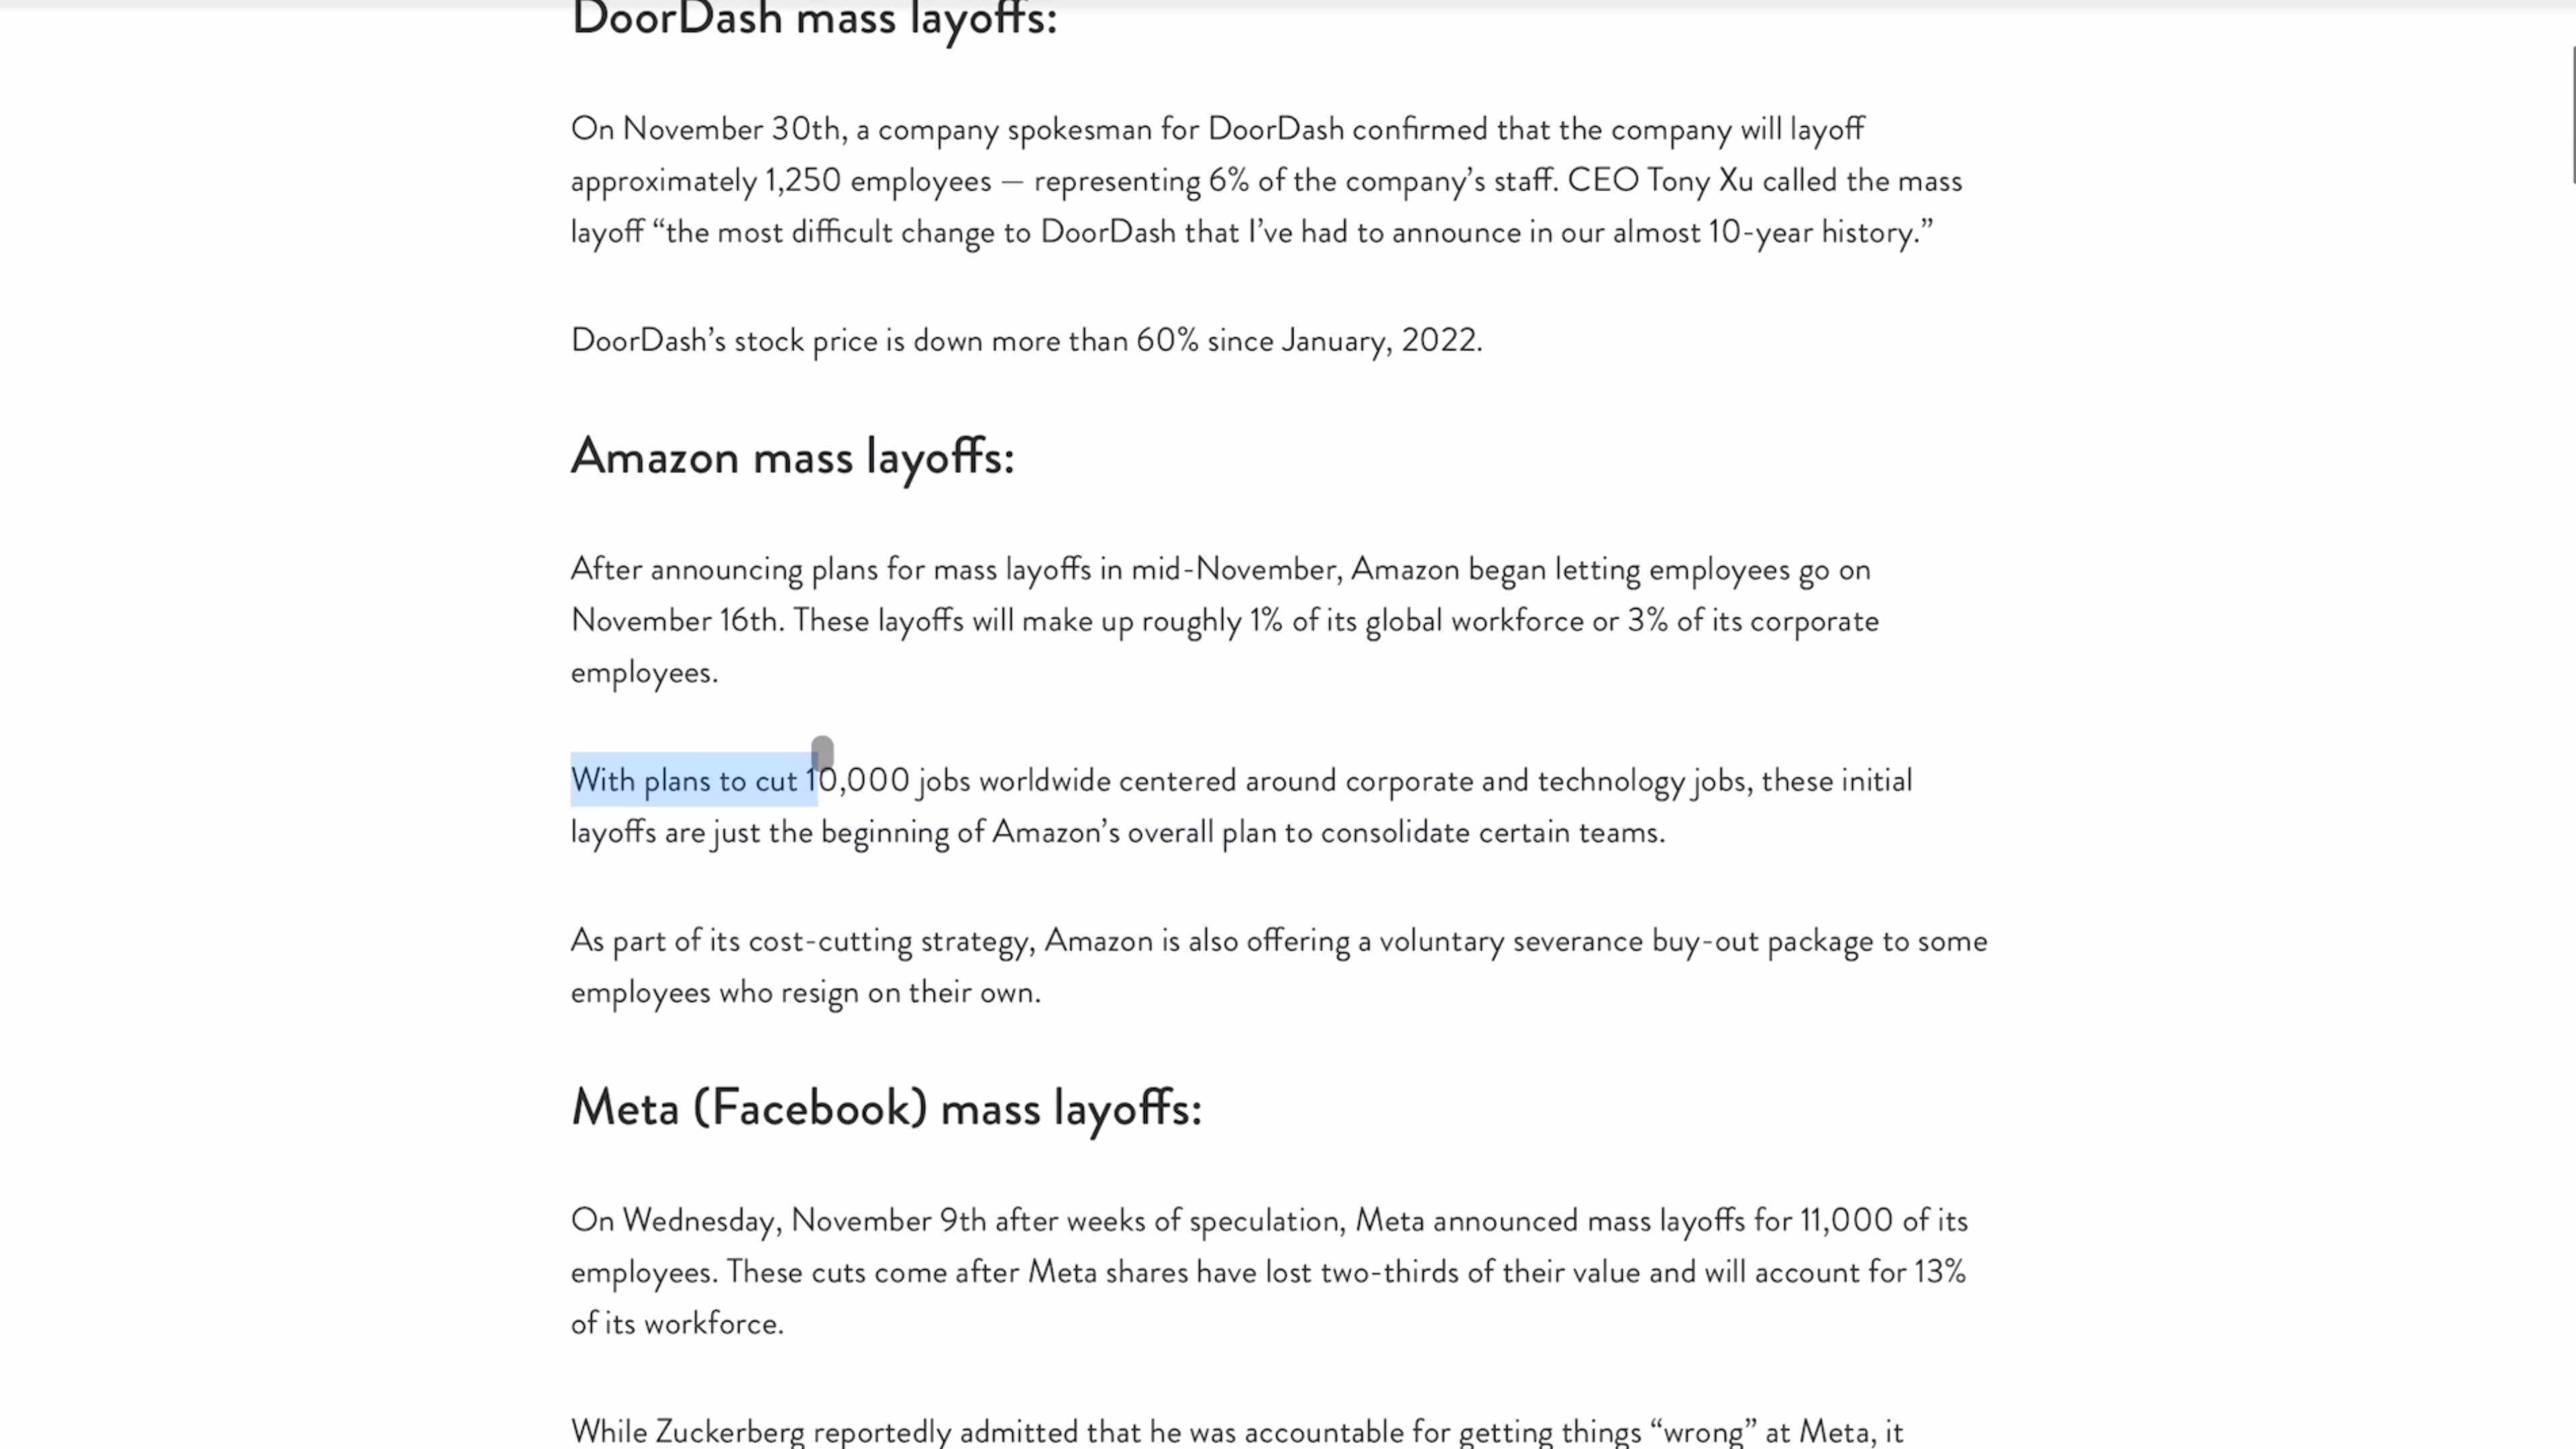 DoorDash mass layoffs:
On November 30th, a company spokesman for DoorDash confirmed that the company will layoff
approximately 1,250 employees — representing 6% of the company’s staff. CEO Tony Xu called the mass
layoff “the most difficult change to DoorDash that I’ve had to announce in our almost 10-year history.”
DoorDash’s stock price is down more than 60% since January, 2022.
Amazon mass layoffs:
After announcing plans for mass layoffs in mid-November, Amazon began letting employees go on
November 16th. These layoffs will make up roughly 1% of its global workforce or 3% of its corporate
employees.
With plans to cut 10,000 jobs worldwide centered around corporate and technology jobs, these initial
layoffs are just the beginning of Amazon’s overall plan to consolidate certain teams.
As part of its cost-cutting strategy, Amazon is also offering a voluntary severance buy-out package to some
employees who resign on their own.
Meta (Facebook) mass layoffs:
On Wednesday, November 9th after weeks of speculation, Meta announced mass layoffs for 11,000 of its
employees. These cuts come after Meta shares have lost two-thirds of their value and will account for 13%
of its workforce.
While Zuckerberg reportedly admitted that he was accountable for getting things “wrong” at Meta, it